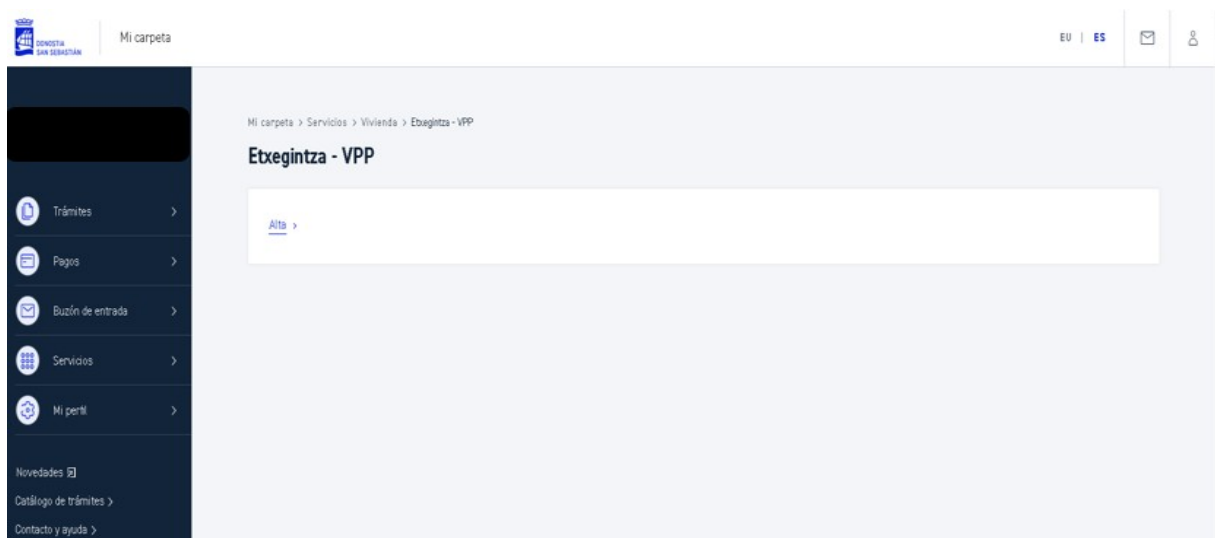 DONOSTIA
SAN SEBASTIÁN
Mi carpeta
EU | ES
Mi carpeta > Servicios > Vivienda > Etxegintza - VPP
Etxegintza - VPP
Alta >
Trámites >
Pagos >
Buzón de entrada >
Servicios >
Mi perfil >
Novedades
Catálogo de trámites >
Contacto y ayuda >